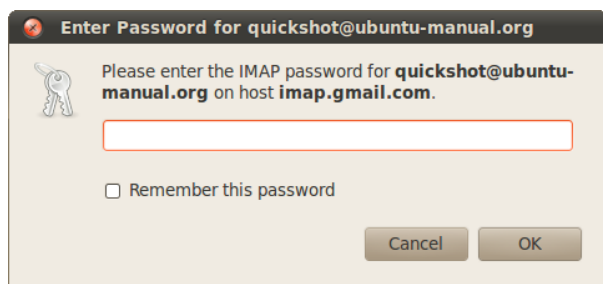 Enter Password for quickshot@ubuntu-manual.org
Please enter the IMAP password for quickshot@ubuntu-
manual.org on host imap.gmail.com.
Remember this password
Cancel OK